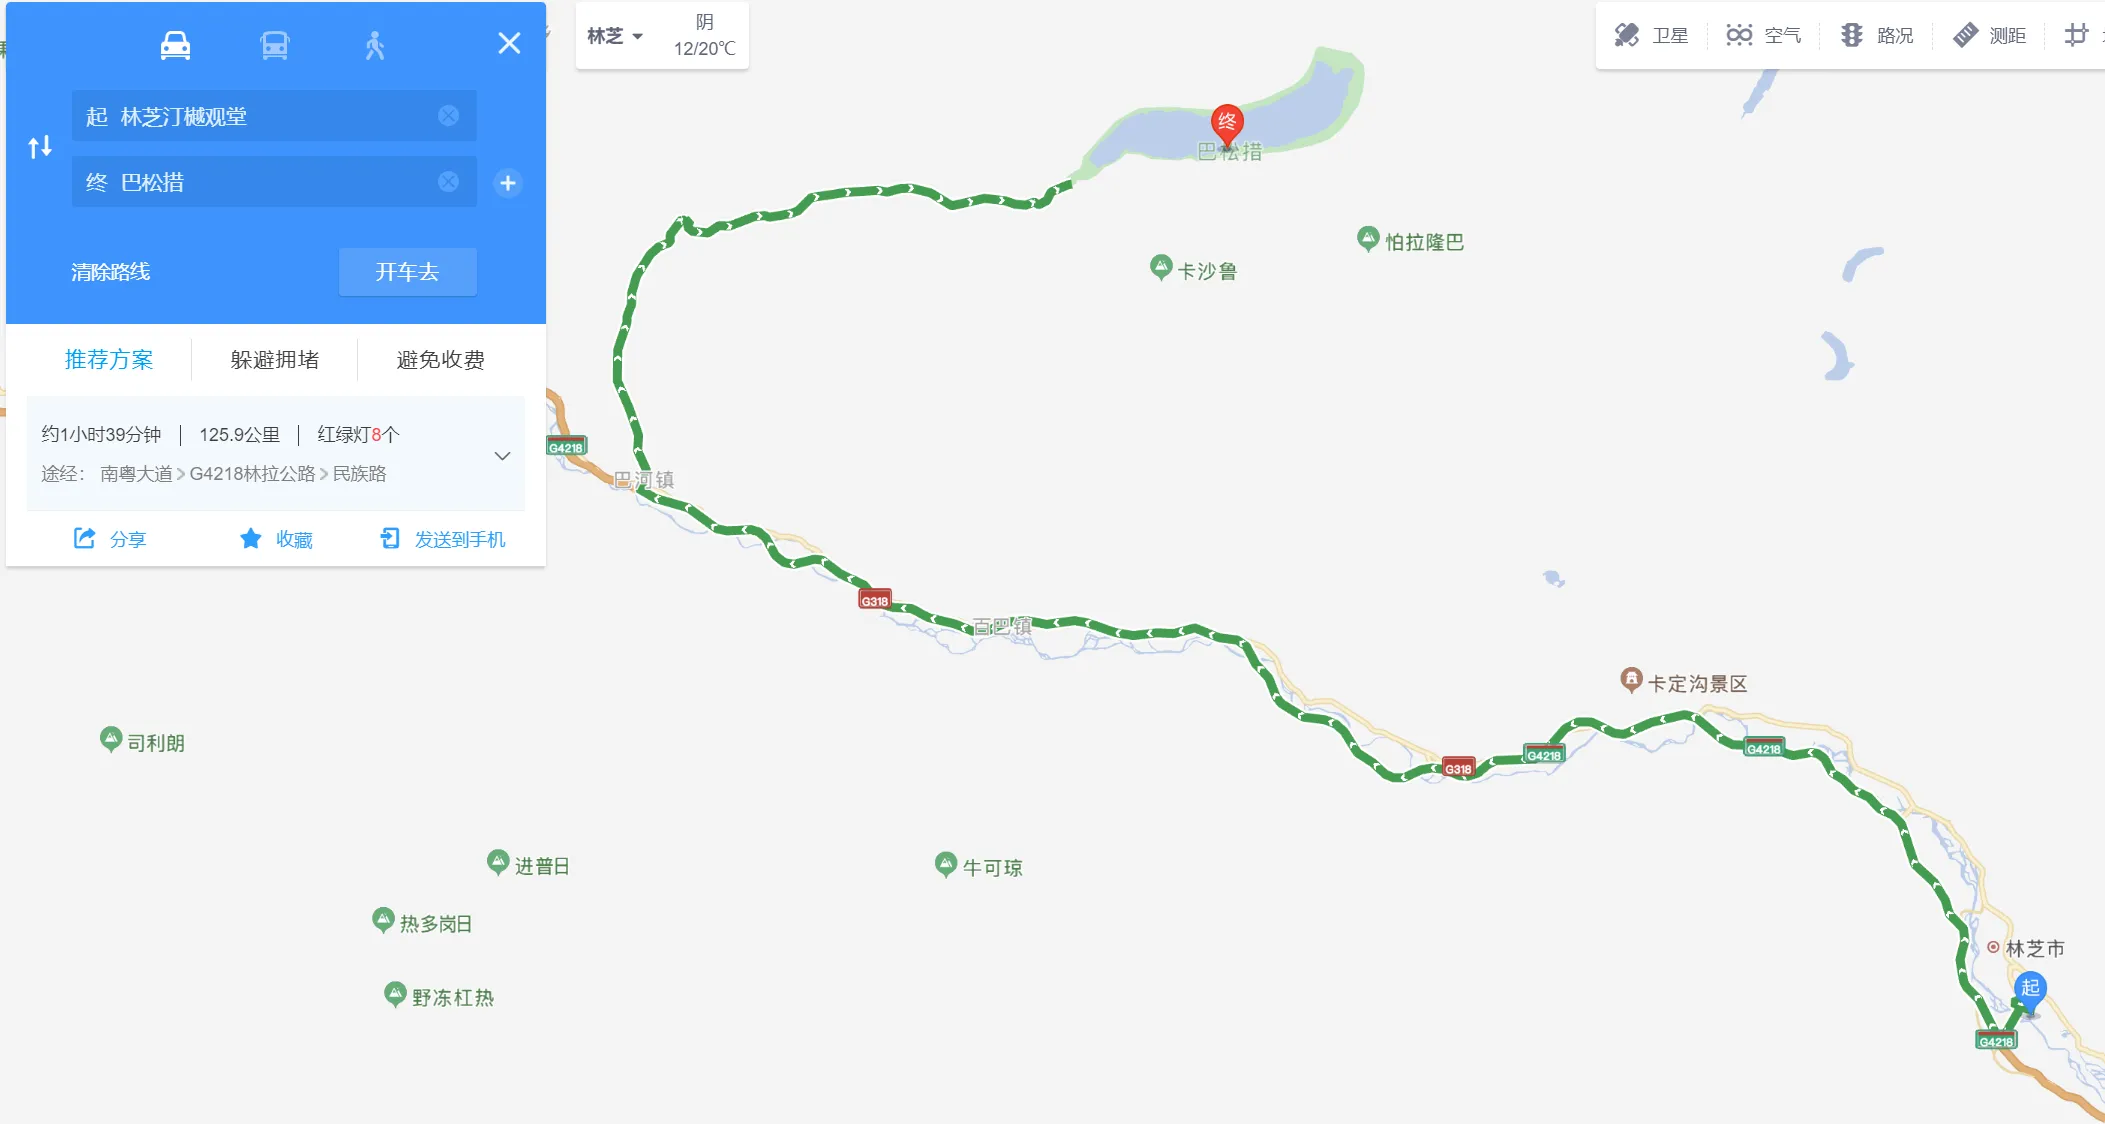 林芝
阴
12/20℃
卫星
空气
路况
测距
起 林芝汀樾观堂
终 巴松措
清除路线
开车去
推荐方案
躲避拥堵
避免收费
约1小时39分钟 | 125.9公里 | 红绿灯8个
途经： 南粤大道>G4218林拉公路>民族路
分享
收藏
发送到手机
终
巴松措
怕拉隆巴
卡沙鲁
G4218
巴河镇
G318
百巴镇
卡定沟景区
司利朗
G4218
G4218
G318
进普日
牛可琼
热多岗日
林芝市
起
野冻杠热
G4218